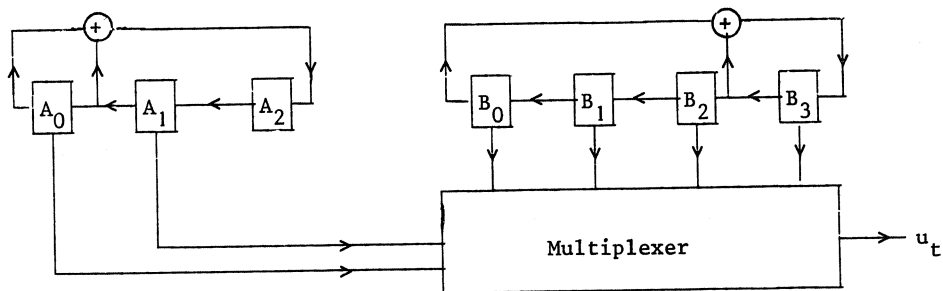 + +
A₀ A₁ A₂ B₀ B₁ B₂ B₃
Multiplexer
uₜ